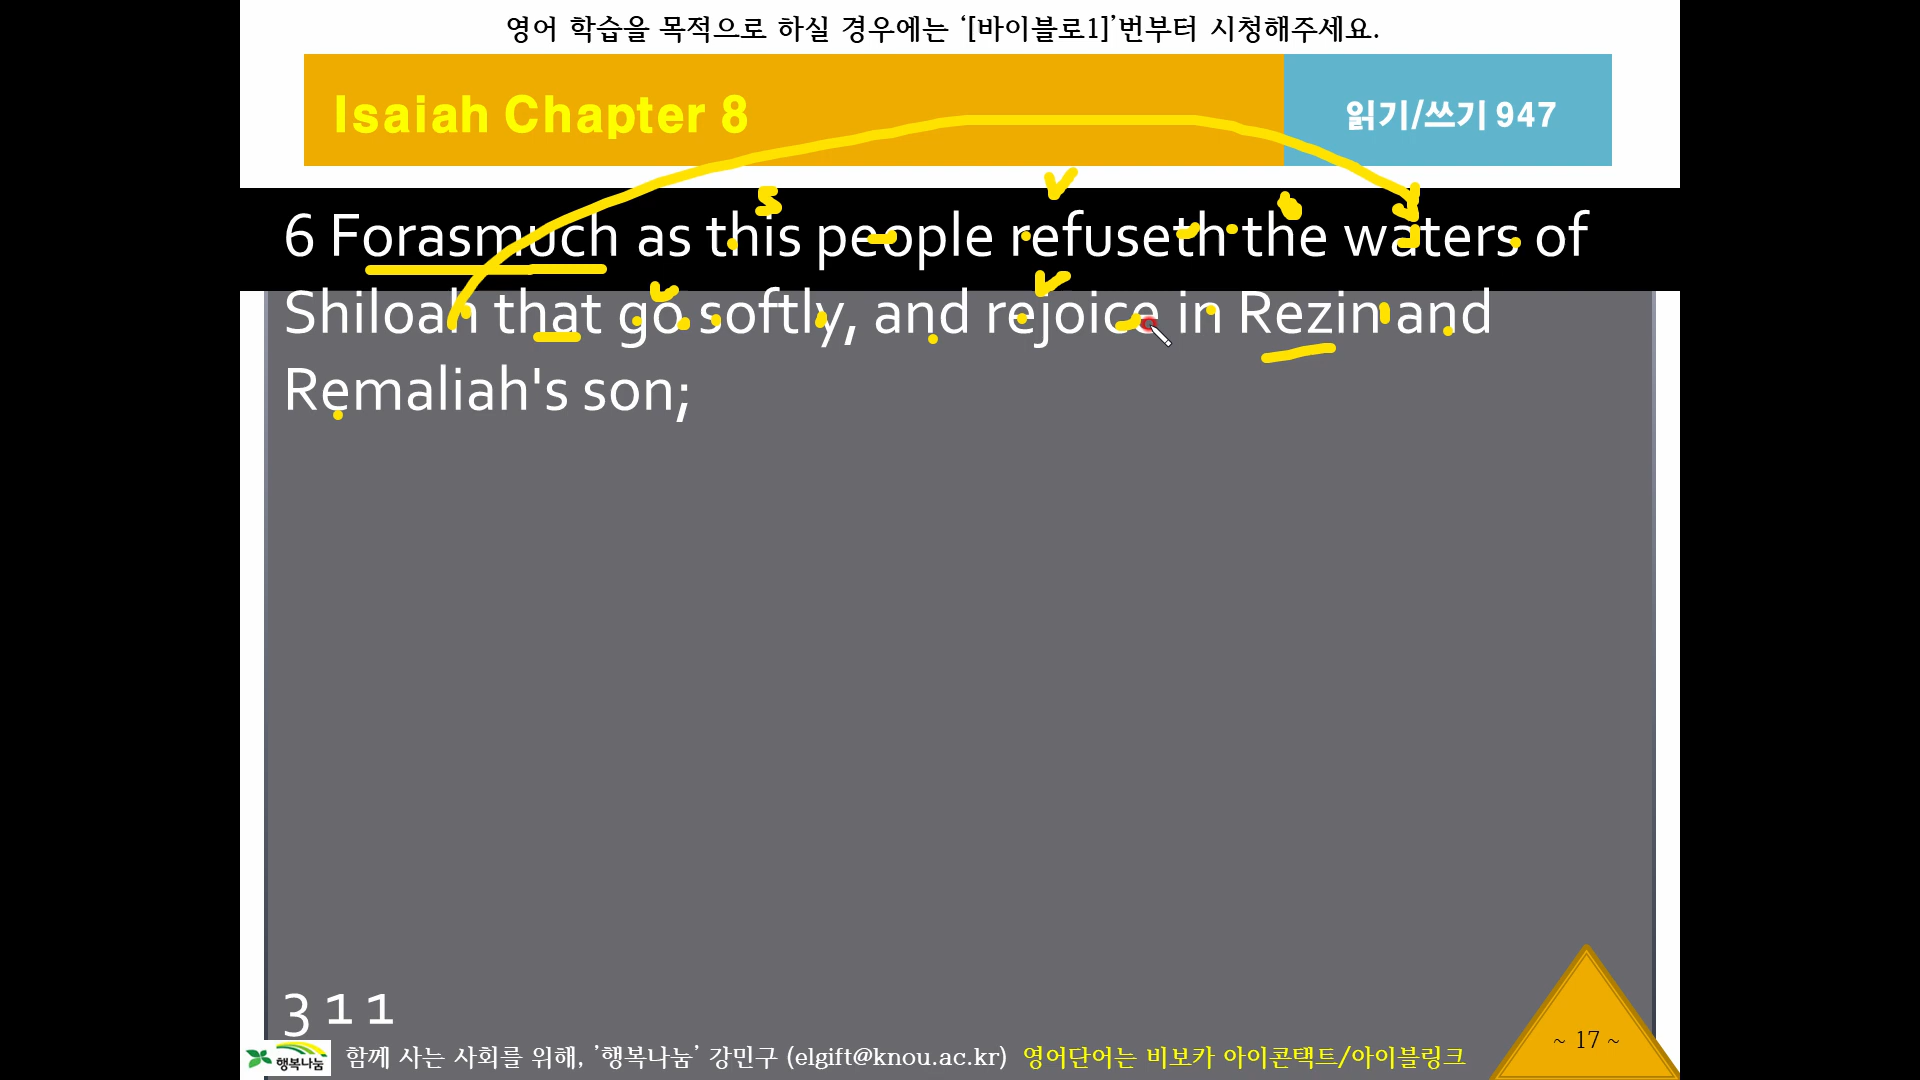 영어 학습을 목적으로 하실 경우에는 ‘[바이블로1]’번부터 시청해주세요.
Isaiah Chapter 8
읽기/쓰기 947
6 Forasmuch as this people refuseth the waters of
Shiloah that go softly, and rejoice in Rezin and
Remaliah's son;
3 1 1
행복나눔 함께 사는 사회를 위해, ’행복나눔’ 강민구 (elgift@knou.ac.kr) 영어단어는 비보카 아이콘택트/아이블링크
~ 17 ~